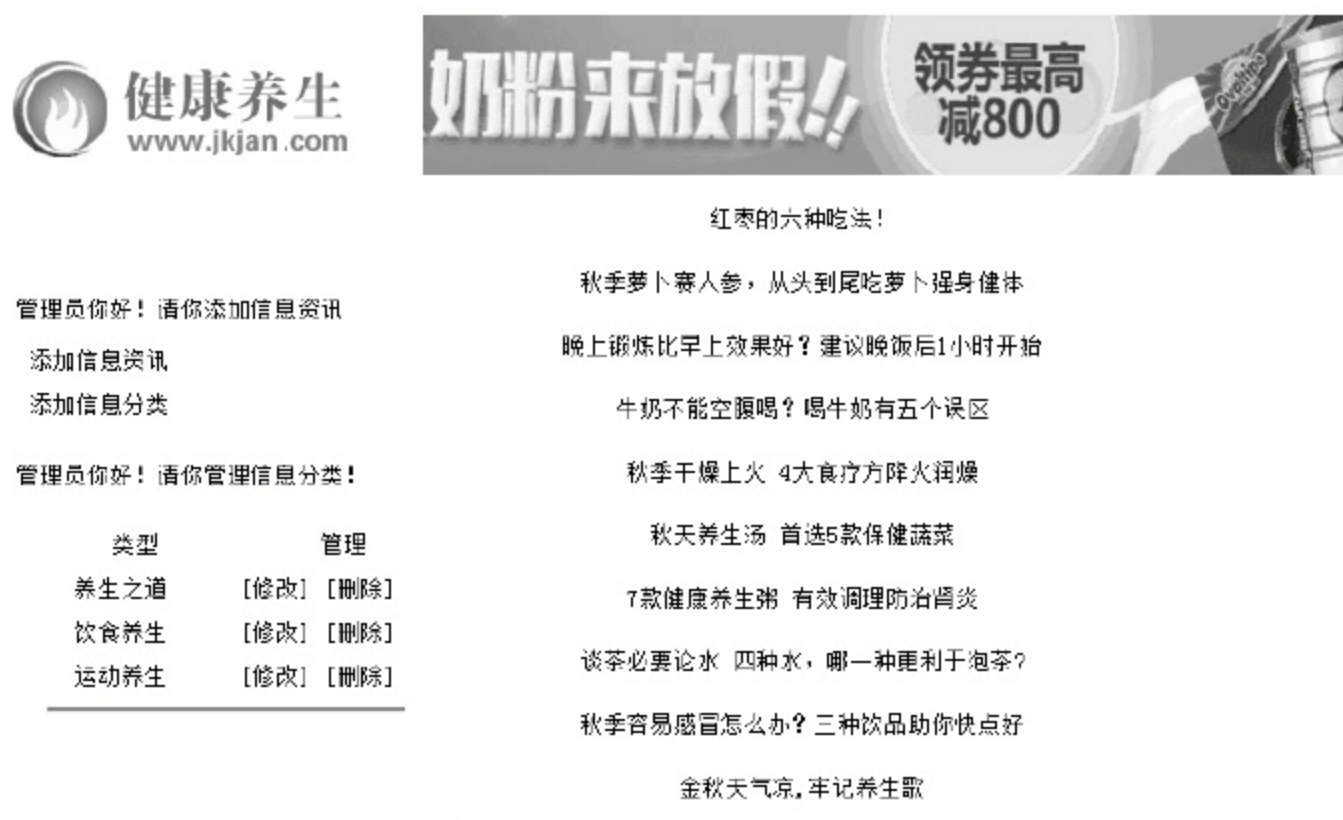 健康养生
www.jkjan.com
奶粉来放假!!
领券最高
减800
Ovaltine
管理员你好！请你添加信息资讯
添加信息资讯
添加信息分类
管理员你好！请你管理信息分类！
类型 管理
养生之道 [修改] [删除]
饮食养生 [修改] [删除]
运动养生 [修改] [删除]
红枣的六种吃法！
秋季萝卜赛人参，从头到尾吃萝卜强身健体
晚上锻炼比早上效果好？建议晚饭后1小时开始
牛奶不能空腹喝？喝牛奶有五个误区
秋季干燥上火 4大食疗方降火润燥
秋天养生汤 首选5款保健蔬菜
7款健康养生粥 有效调理防治肾炎
谈茶必要论水 四种水，哪一种更利于泡茶?
秋季容易感冒怎么办？三种饮品助你快点好
金秋天气凉,牢记养生歌